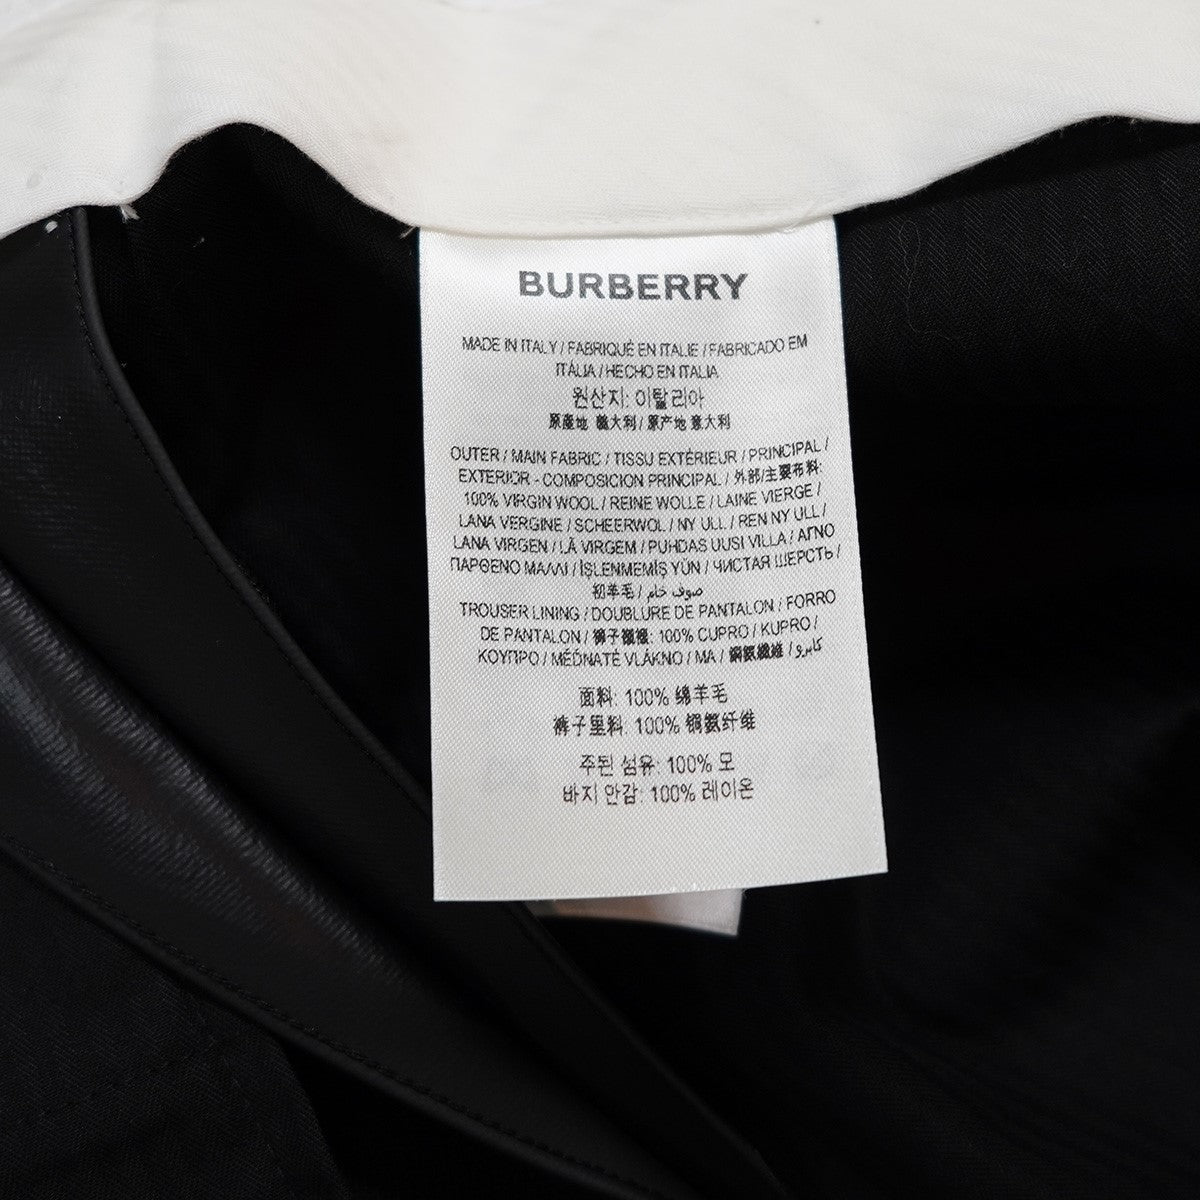 BURBERRY
MADE IN ITALY / FABRIQUÉ EN ITALIE / FABRICADO EM
ITÁLIA / HECHO EN ITALIA
원산지: 이탈리아
原產地 義大利 / 原产地 意大利
OUTER / MAIN FABRIC / TISSU EXTÉRIEUR / PRINCIPAL /
EXTERIOR - COMPOSICION PRINCIPAL / 外部/主要布料:
100% VIRGIN WOOL / REINE WOLLE / LAINE VIERGE /
LANA VERGINE / SCHEERWOL / NY ULL / REN NY ULL /
LANA VIRGEN / LÃ VIRGEM / PUHDAS UUSI VILLA / ΑΓΝΟ
ΠΑΡΘΕΝΟ ΜΑΛΛΙ / İŞLENMEMİŞ YÜN / ЧИСТАЯ ШЕРСТЬ /
初羊毛 / صوف خام
TROUSER LINING / DOUBLURE DE PANTALON / FORRO
DE PANTALON / 褲子襯裡: 100% CUPRO / KUPRO /
ΚΟΥΠΡΟ / MĚĎNATÉ VLÁKNO / МА / 銅氨纖維 / كابرو
面料: 100% 绵羊毛
裤子里料: 100% 铜氨纤维
주된 섬유: 100% 모
바지 안감: 100% 레이온